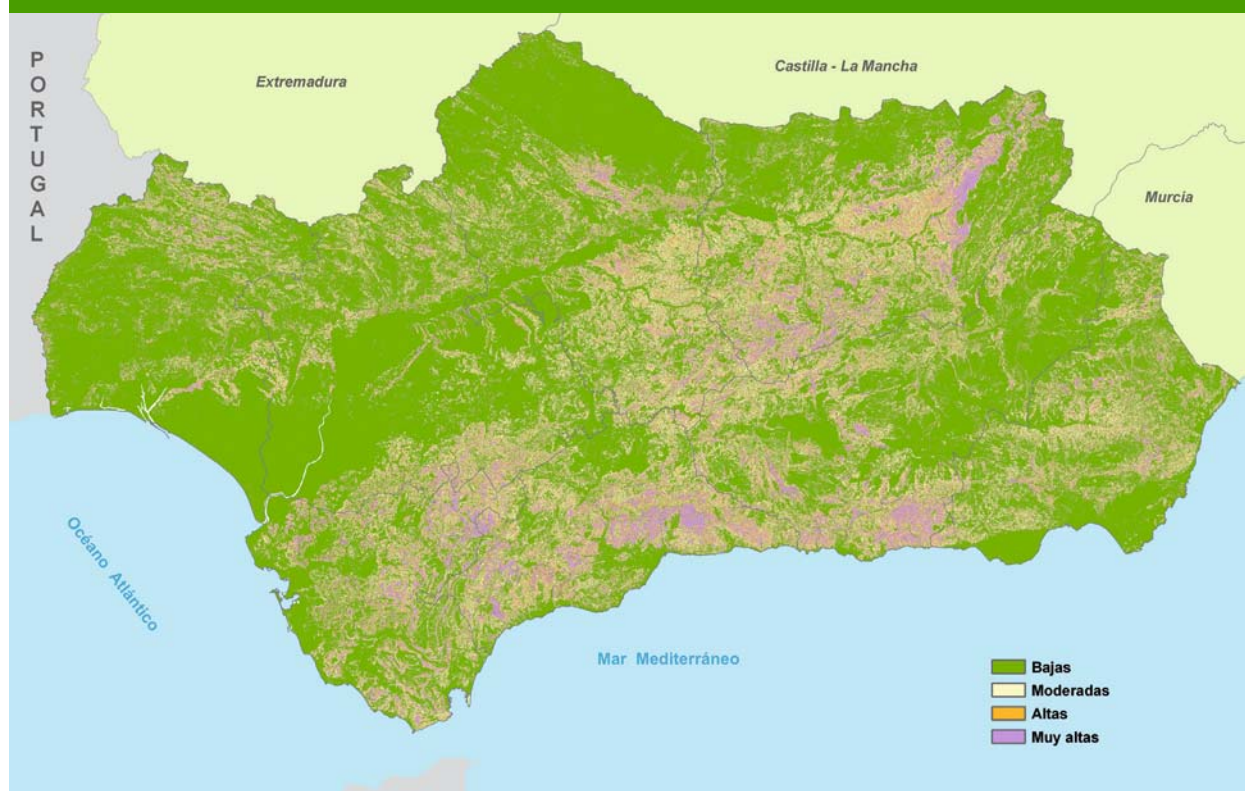 PORTUGAL
Extremadura
Castilla - La Mancha
Murcia
Océano Atlántico
Mar Mediterráneo
Bajas
Moderadas
Altas
Muy altas